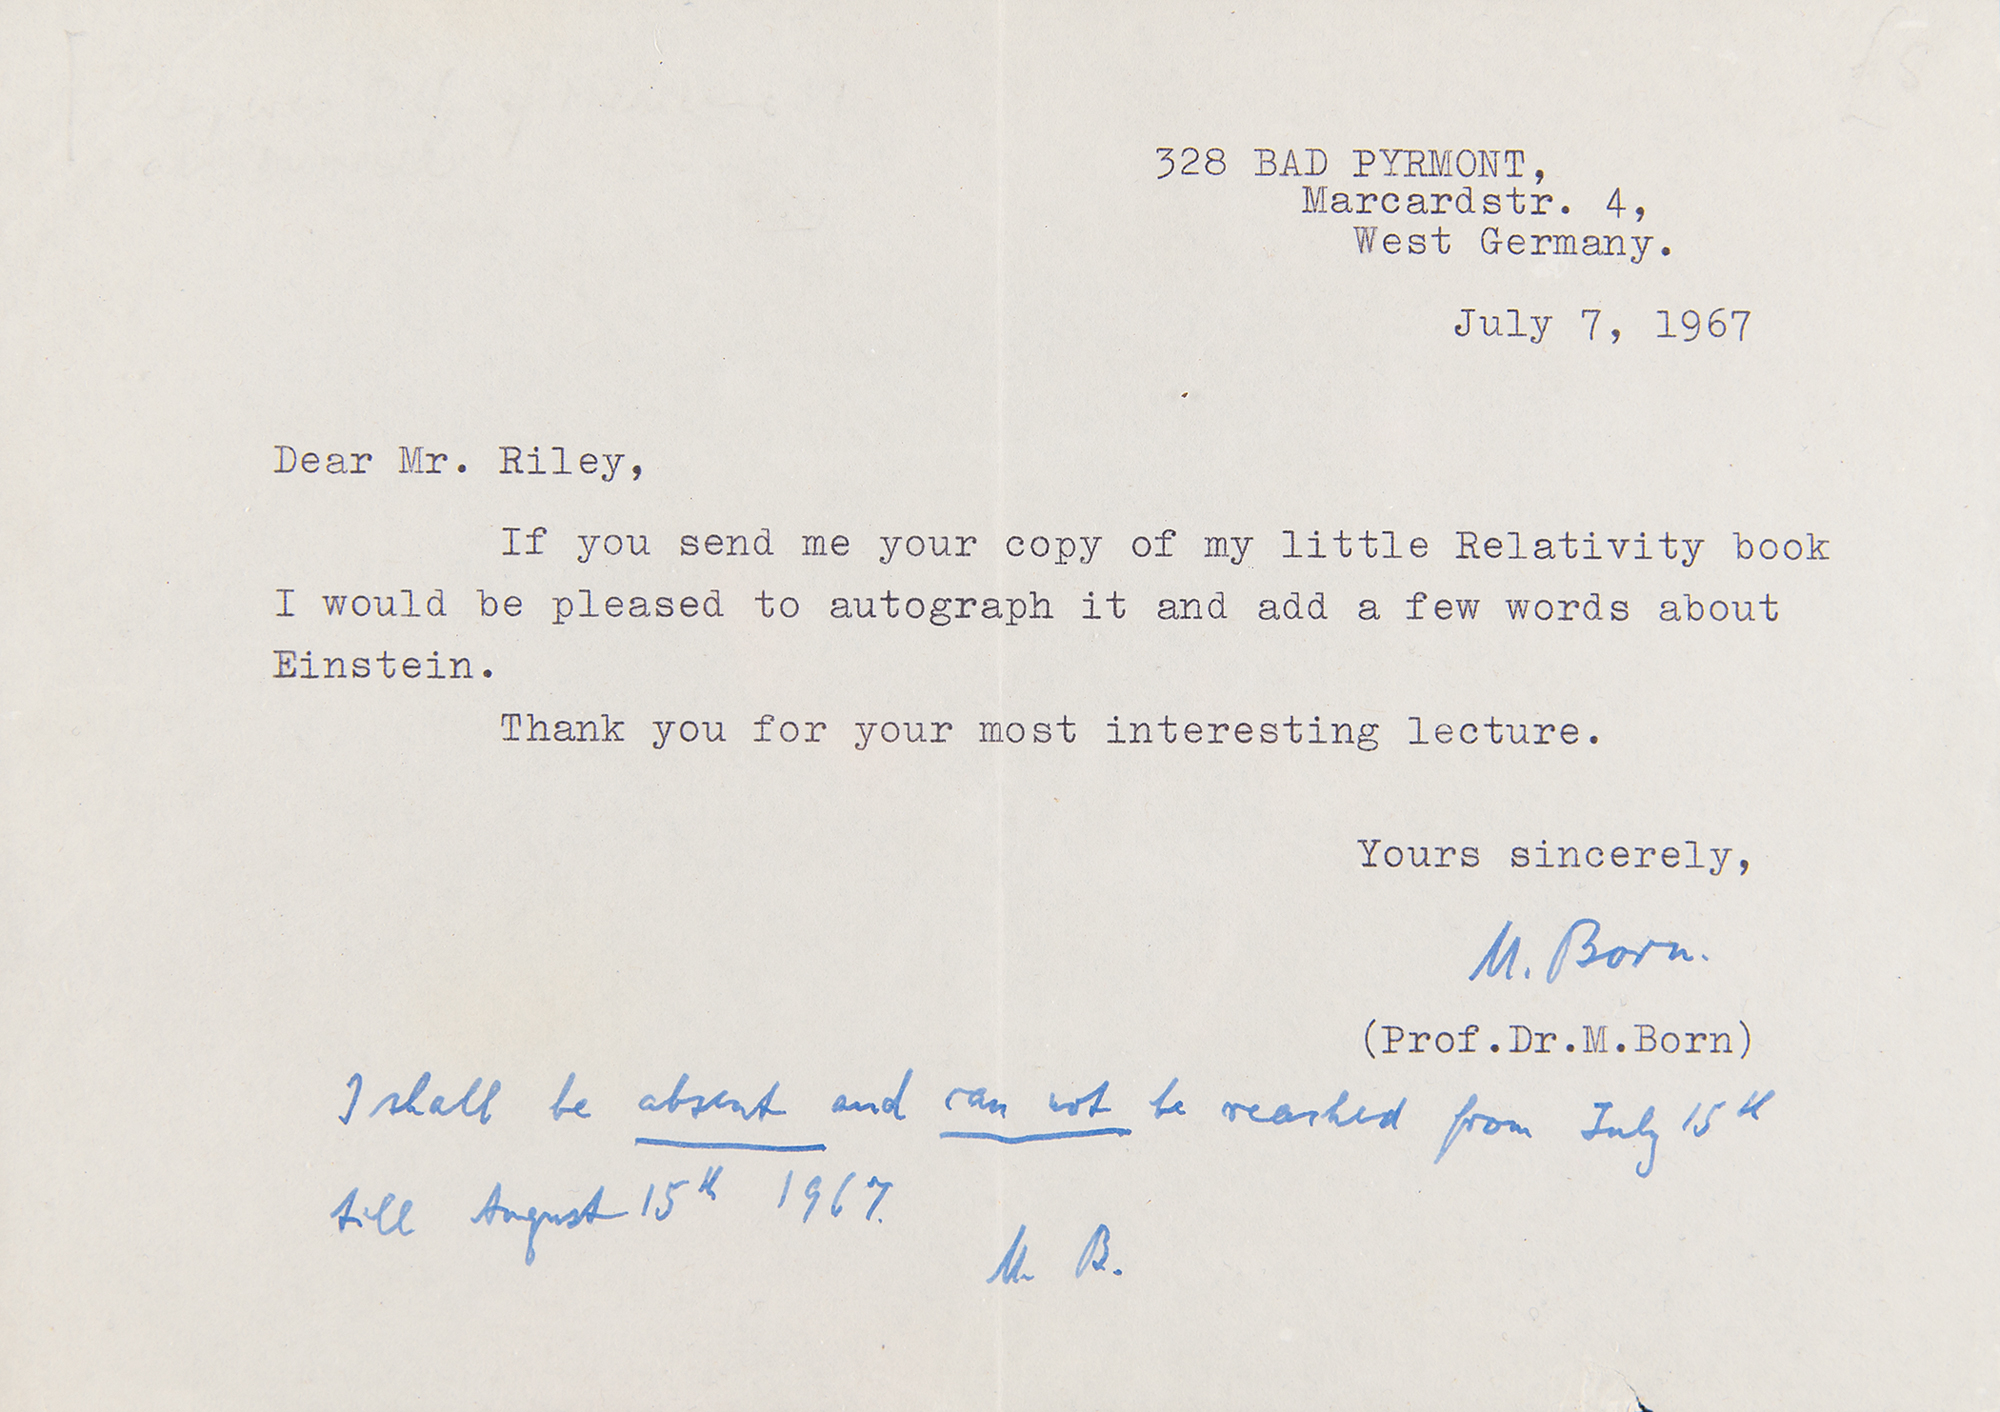 328 BAD PYRMONT,
Marcardstr. 4,
West Germany.
July 7, 1967
Dear Mr. Riley,
If you send me your copy of my little Relativity book
I would be pleased to autograph it and add a few words about
Einstein.
Thank you for your most interesting lecture.
Yours sincerely,
M. Born.
(Prof.Dr.M.Born)
I shall be absent and can not be reached from July 15th
till August 15th 1967.
M. B.